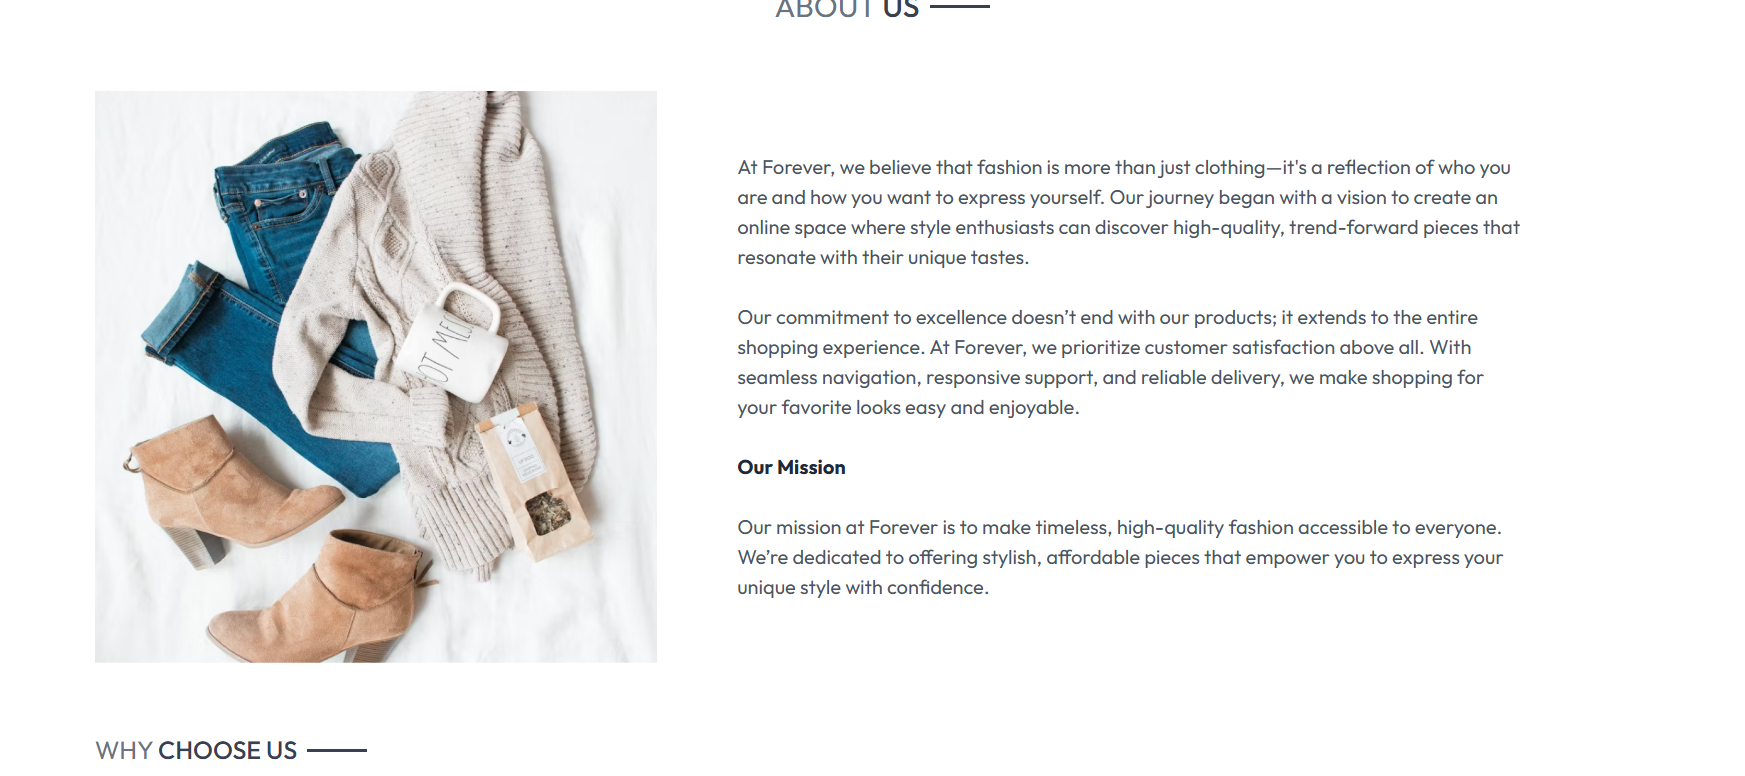 ABOUT US
At Forever, we believe that fashion is more than just clothing—it's a reflection of who you
are and how you want to express yourself. Our journey began with a vision to create an
online space where style enthusiasts can discover high-quality, trend-forward pieces that
resonate with their unique tastes.
Our commitment to excellence doesn’t end with our products; it extends to the entire
shopping experience. At Forever, we prioritize customer satisfaction above all. With
seamless navigation, responsive support, and reliable delivery, we make shopping for
your favorite looks easy and enjoyable.
Our Mission
Our mission at Forever is to make timeless, high-quality fashion accessible to everyone.
We’re dedicated to offering stylish, affordable pieces that empower you to express your
unique style with confidence.
WHY CHOOSE US